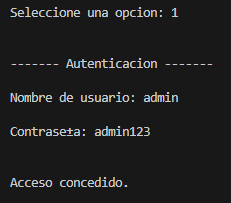 Seleccione una opcion: 1
------- Autenticacion -------
Nombre de usuario: admin
Contrase±a: admin123
Acceso concedido.